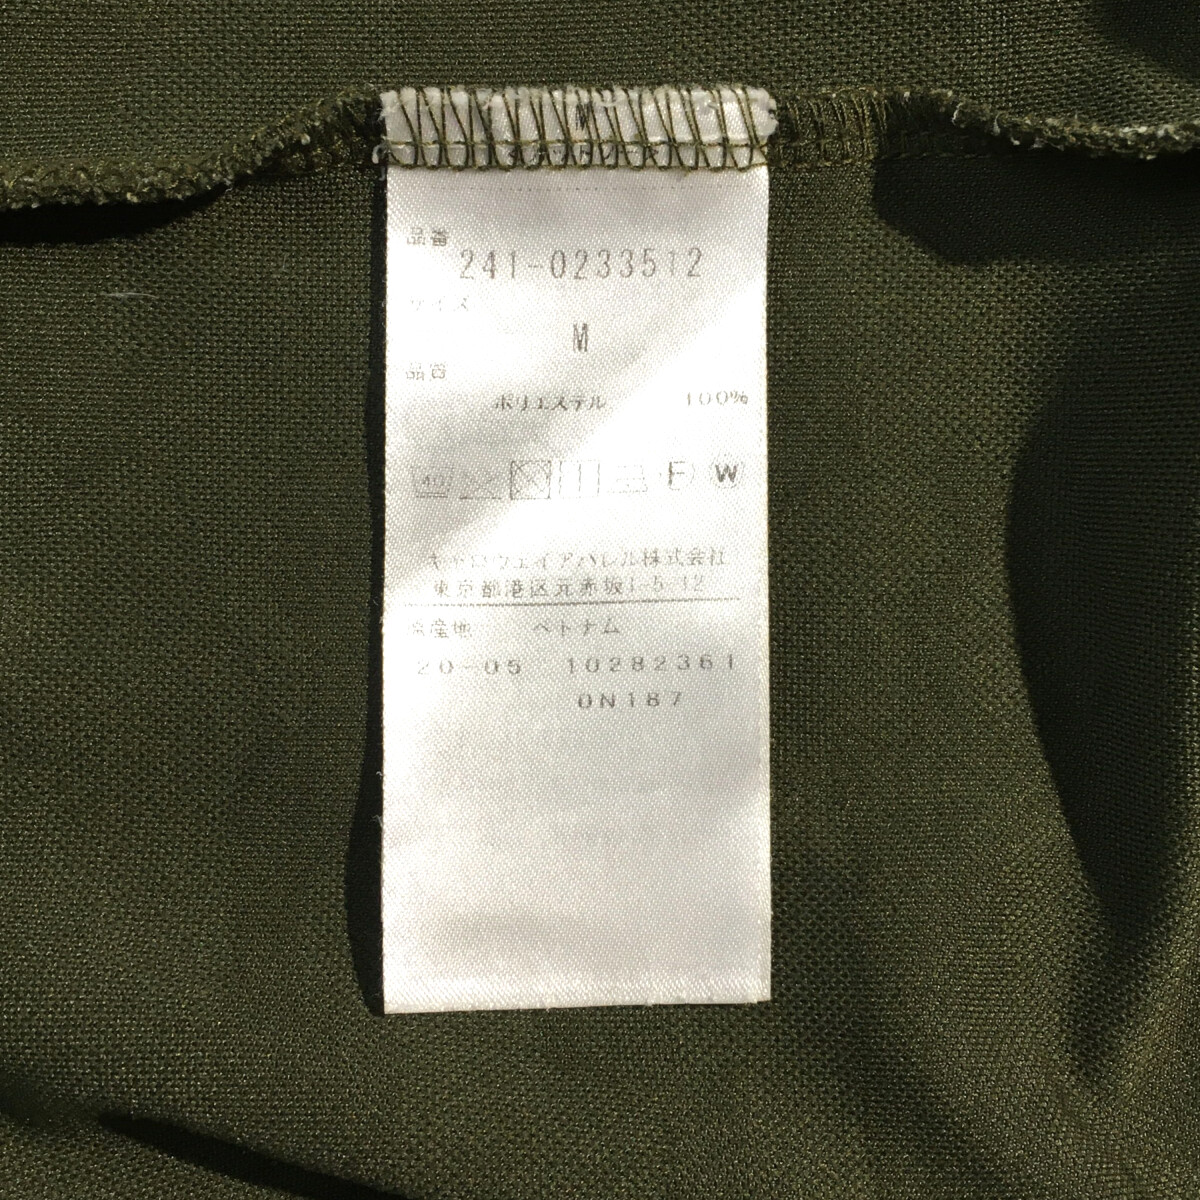 M
品番
241-0233512
サイズ
M
品質
ポリエステル 100%
40 F W
キャロウェイアパレル株式会社
東京都港区元赤坂1-5-12
原産地 ベトナム
20-05 10282361
0N187